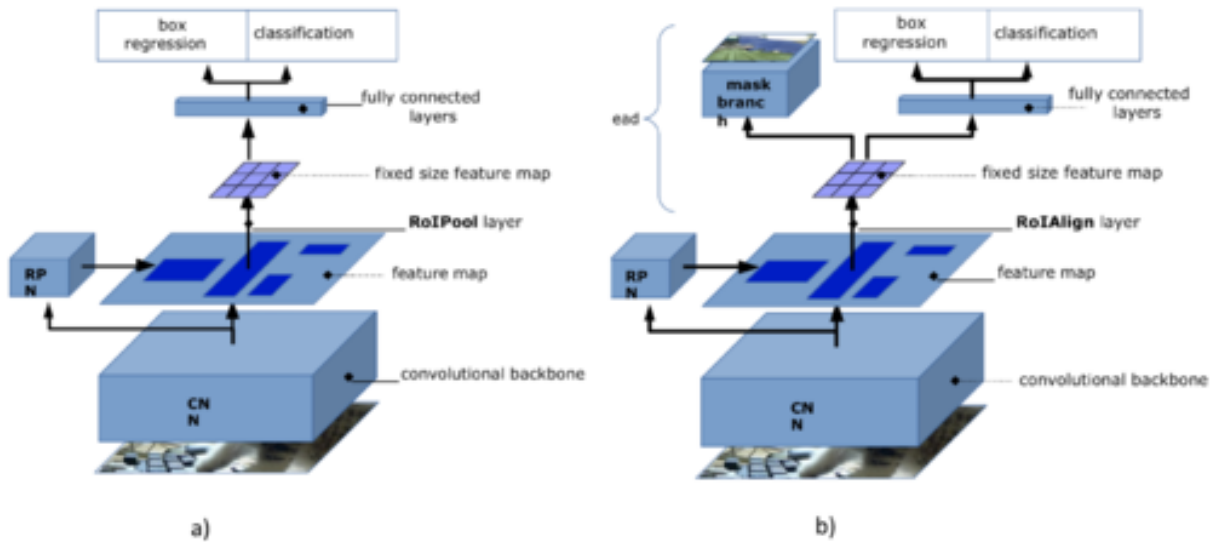 box
regression
classification
fully connected
layers
fixed size feature map
RoIPool layer
RP
N
feature map
convolutional backbone
CN
N
a)
box
regression
classification
mask
branc
h
ead
fully connected
layers
fixed size feature map
RoIAlign layer
RP
N
feature map
convolutional backbone
CN
N
b)